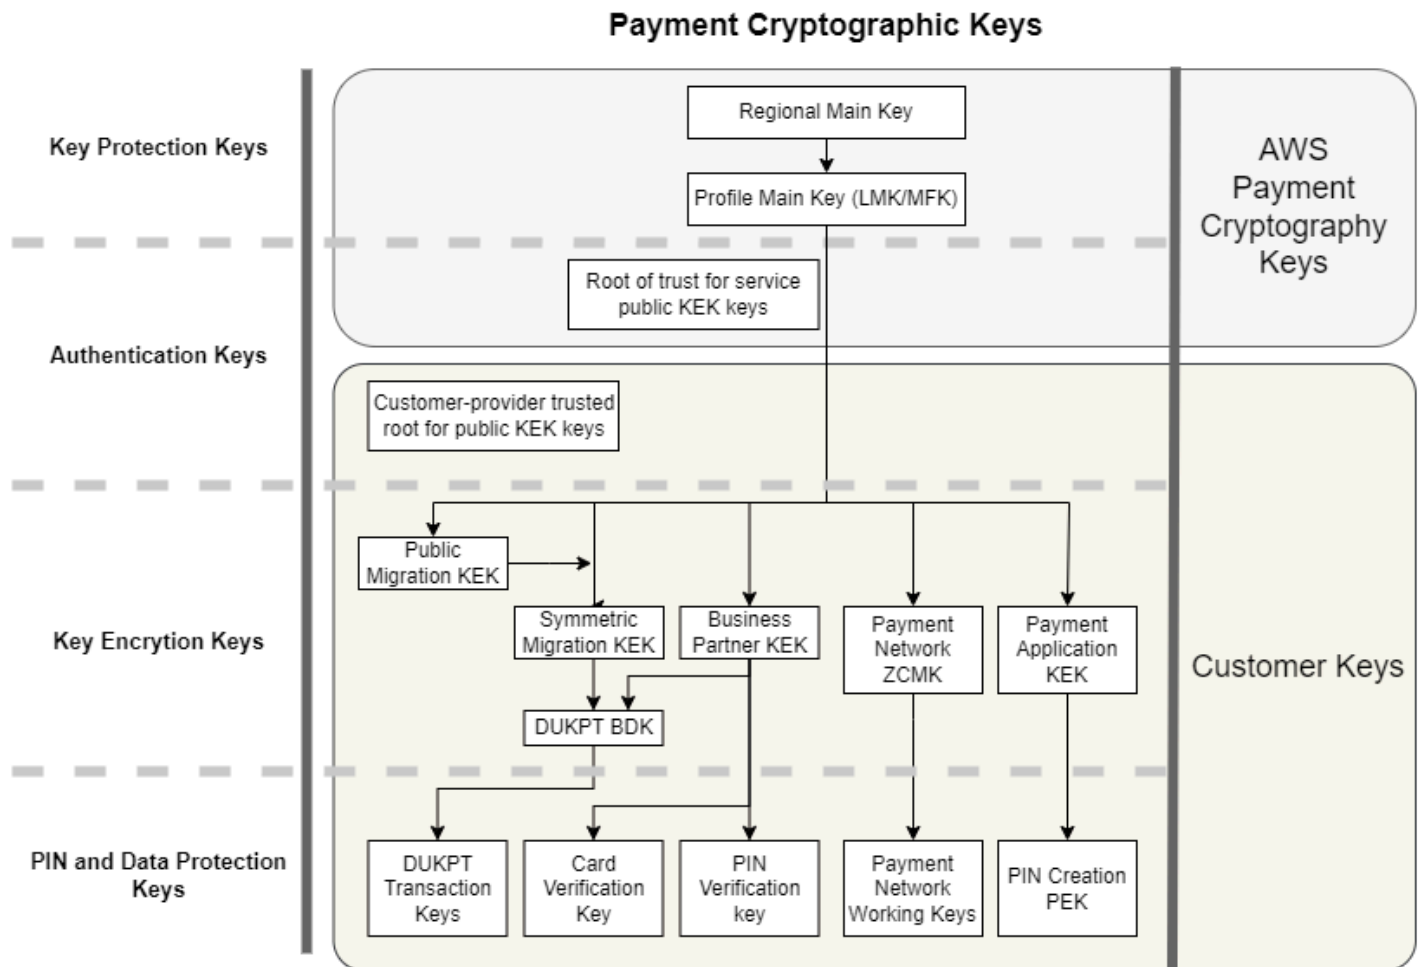 Payment Cryptographic Keys
Key Protection Keys
Regional Main Key
Profile Main Key (LMK/MFK)
AWS
Payment
Cryptography
Keys
Authentication Keys
Root of trust for service
public KEK keys
Customer-provider trusted
root for public KEK keys
Key Encrytion Keys
Public
Migration KEK
Symmetric
Migration KEK
Business
Partner KEK
Payment
Network
ZCMK
Payment
Application
KEK
DUKPT BDK
Customer Keys
PIN and Data Protection
Keys
DUKPT
Transaction
Keys
Card
Verification
Key
PIN
Verification
key
Payment
Network
Working Keys
PIN Creation
PEK